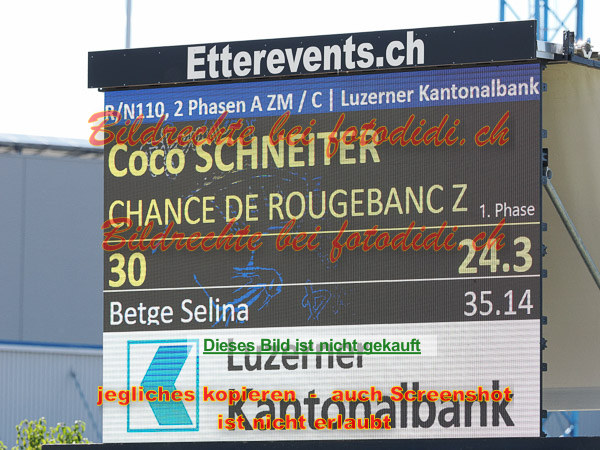 Etterevents.ch
R/N110, 2 Phasen A ZM / C | Luzerner Kantonalbank
Bildrechte bei fotodidi.ch
Coco SCHNEITER
CHANCE DE ROUGEBANC Z 1. Phase
Bildrechte bei fotodidi.ch
30 24.3
Betge Selina 35.14
Dieses Bild ist nicht gekauft
Luzerner
jegliches kopieren - auch Screenshot
Kantonalbank
ist nicht erlaubt